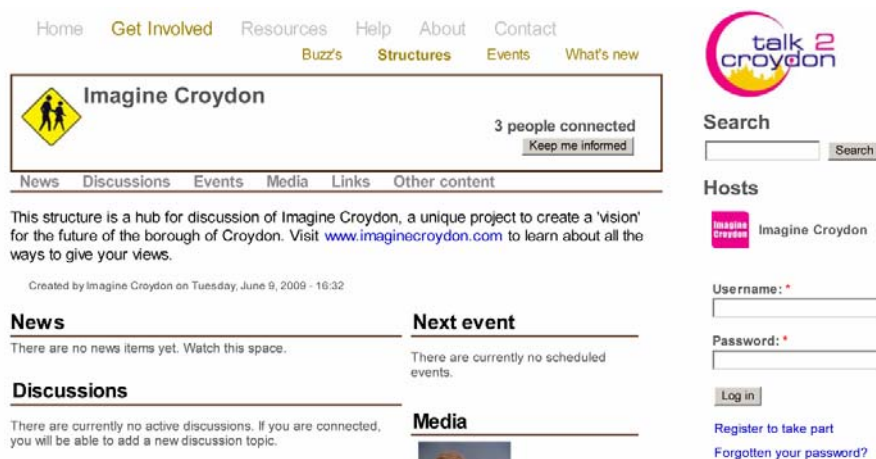 Home Get Involved Resources Help About Contact
Buzz's Structures Events What's new
Imagine Croydon
3 people connected
Keep me informed
News Discussions Events Media Links Other content
This structure is a hub for discussion of Imagine Croydon, a unique project to create a 'vision'
for the future of the borough of Croydon. Visit www.imaginecroydon.com to learn about all the
ways to give your views.
Created by Imagine Croydon on Tuesday, June 9, 2009 - 16:32
News
There are no news items yet. Watch this space.
Discussions
There are currently no active discussions. If you are connected,
you will be able to add a new discussion topic.
Next event
There are currently no scheduled
events.
Media
talk 2
croydon
Search
Search
Hosts
Imagine
Croydon
Imagine Croydon
Username: *
Password: *
Log in
Register to take part
Forgotten your password?